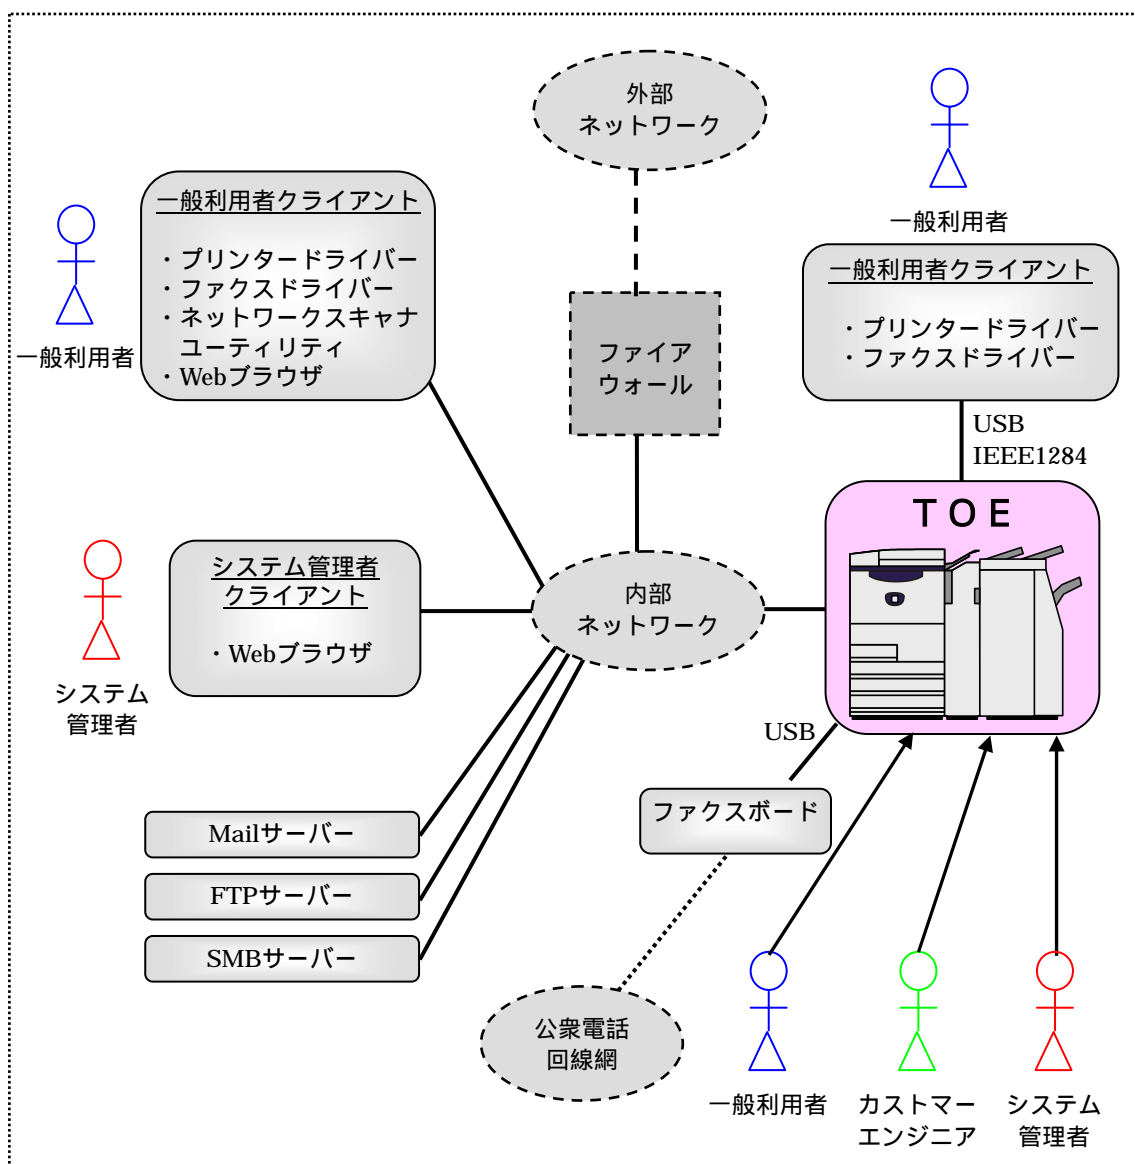 外部
ネットワーク
一般利用者
一般利用者クライアント
・プリンタードライバー
・ファクスドライバー
・ネットワークスキャナ
ユーティリティ
・Webブラウザ
一般利用者
一般利用者クライアント
・プリンタードライバー
・ファクスドライバー
ファイア
ウォール
USB
IEEE1284
TOE
システム管理者
クライアント
・Webブラウザ
内部
ネットワーク
システム
管理者
USB
ファクスボード
Mailサーバー
FTPサーバー
SMBサーバー
公衆電話
回線網
一般利用者
カストマー
エンジニア
システム
管理者